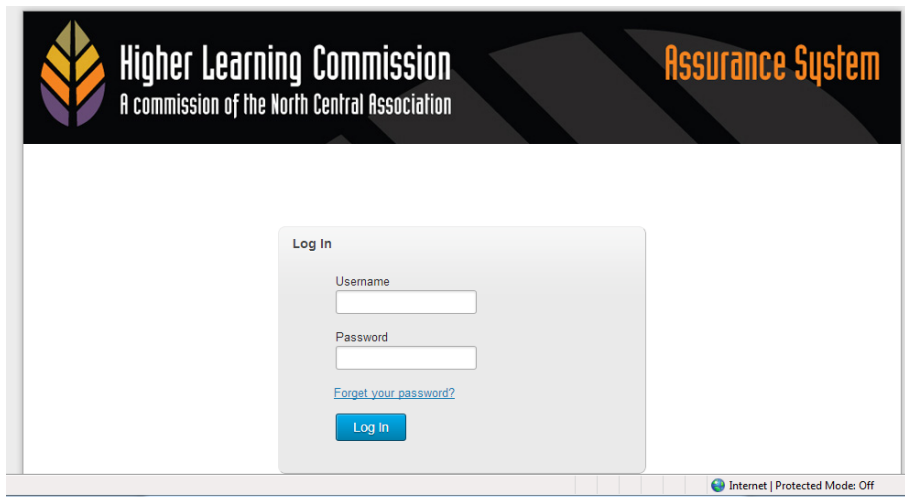 Higher Learning Commission
A commission of the North Central Association
Assurance System
Log In
Username
Password
Forget your password?
Log In
Internet | Protected Mode: Off